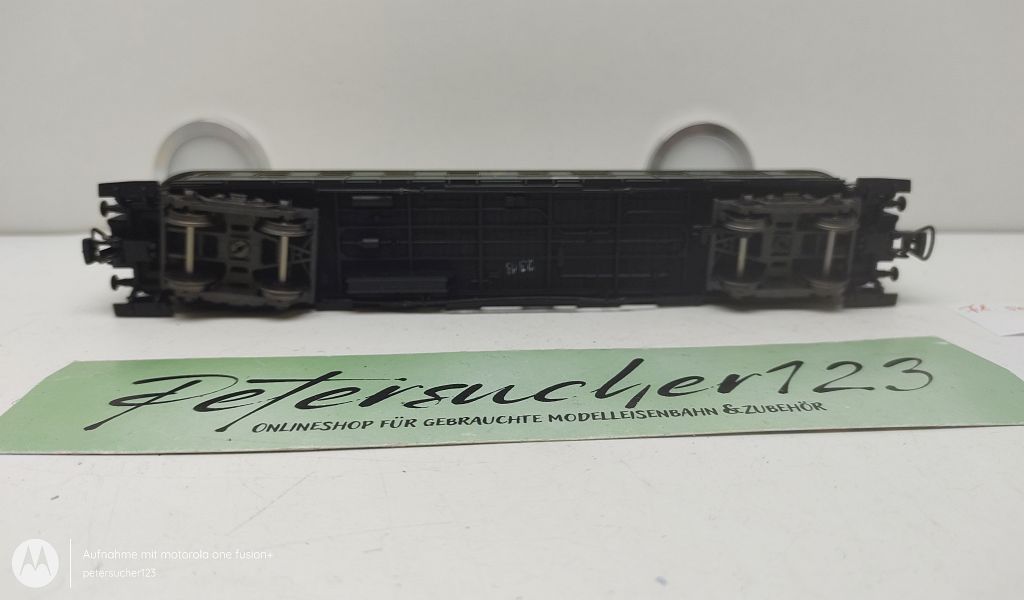 Petersucher123
ONLINESHOP FÜR GEBRAUCHTE MODELLEISENBAHN & ZUBEHÖR
Aufnahme mit motorola one fusion+
petersucher123